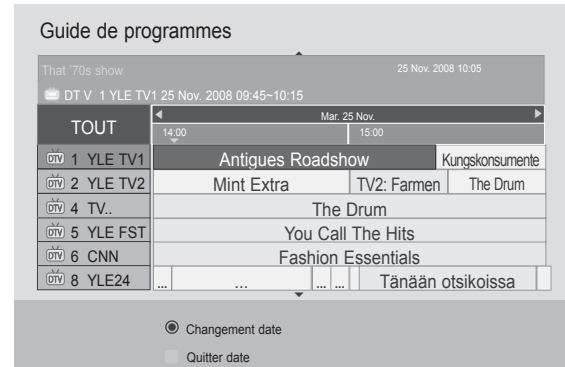 Guide de programmes
That '70s show 25 Nov. 2008 10:05
DT V 1 YLE TV1 25 Nov. 2008 09:45~10:15
TOUT
Mar. 25 Nov.
14:00 15:00
DTV 1 YLE TV1 Antigues Roadshow Kungskonsumente
DTV 2 YLE TV2 Mint Extra TV2: Farmen The Drum
DTV 4 TV.. The Drum
DTV 5 YLE FST You Call The Hits
DTV 6 CNN Fashion Essentials
DTV 8 YLE24 ... ... ... ... Tänään otsikoissa
Changement date
Quitter date